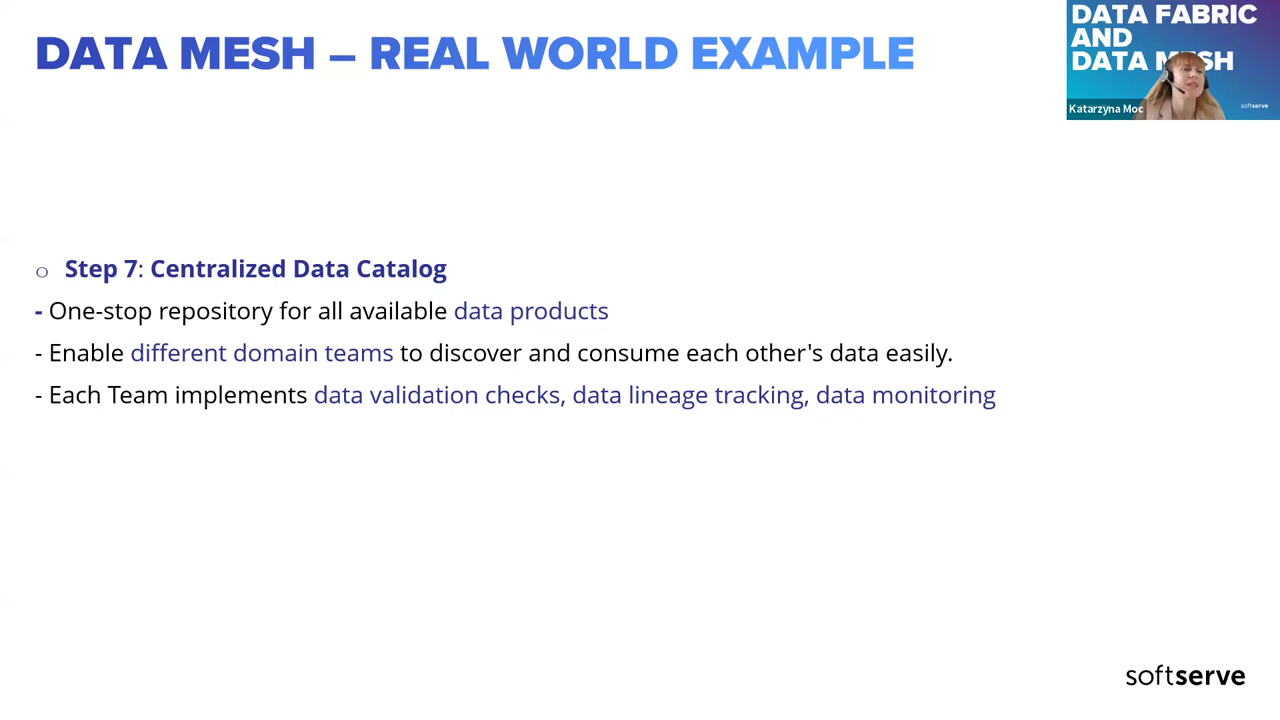 DATA MESH – REAL WORLD EXAMPLE
DATA FABRIC
AND
DATA MESH
Katarzyna Moc
softserve
○ Step 7: Centralized Data Catalog
- One-stop repository for all available data products
- Enable different domain teams to discover and consume each other's data easily.
- Each Team implements data validation checks, data lineage tracking, data monitoring
softserve